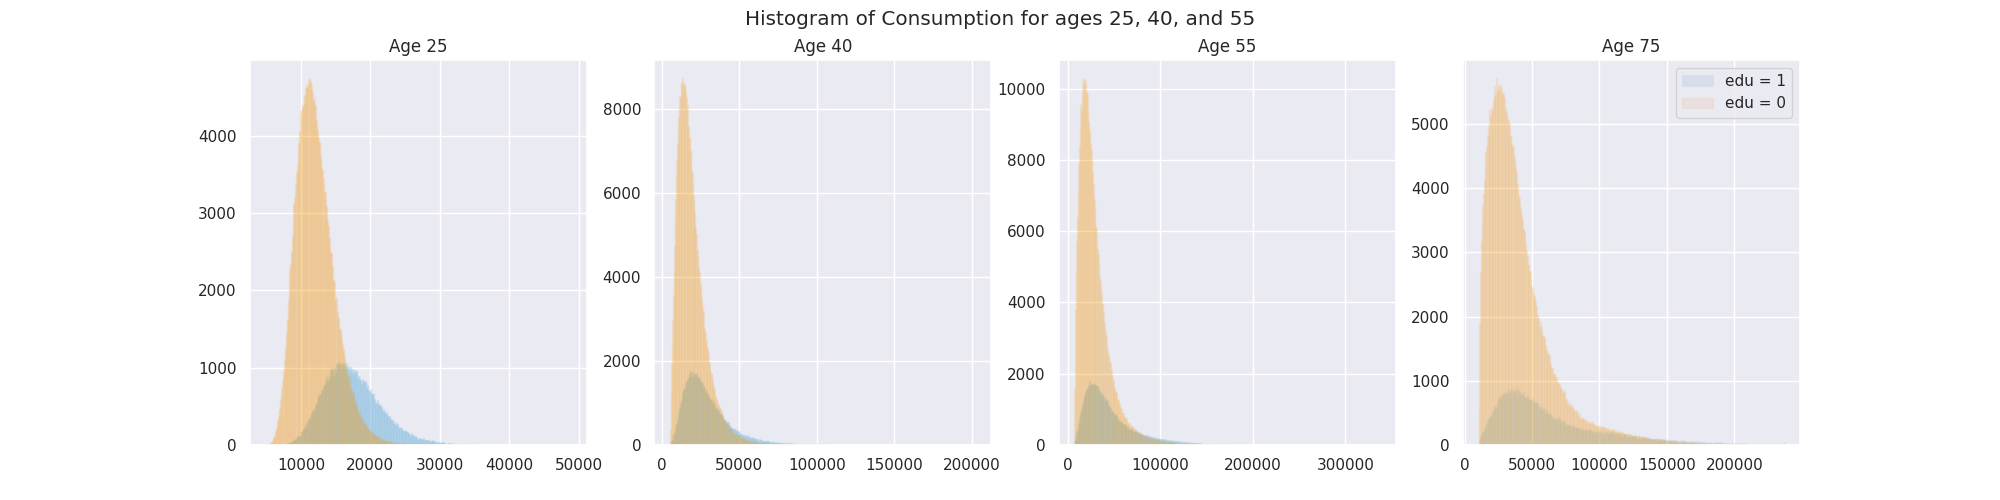 Histogram of Consumption for ages 25, 40, and 55
Age 25
4000
3000
2000
1000
0
10000 20000 30000 40000 50000
Age 40
8000
6000
4000
2000
0
0 50000 100000 150000 200000
Age 55
10000
8000
6000
4000
2000
0
0 100000 200000 300000
Age 75
edu = 1
edu = 0
5000
4000
3000
2000
1000
0
0 50000 100000 150000 200000